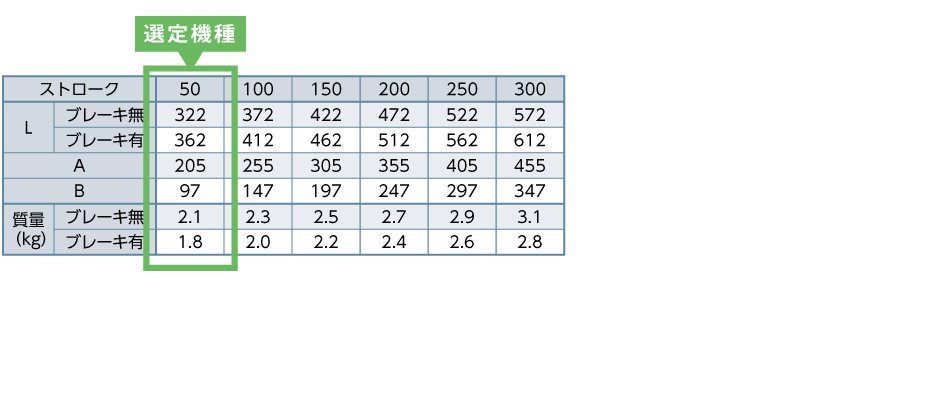 選定機種
ストローク 50 100 150 200 250 300
L ブレーキ無 322 372 422 472 522 572
ブレーキ有 362 412 462 512 562 612
A 205 255 305 355 405 455
B 97 147 197 247 297 347
質量(kg) ブレーキ無 2.1 2.3 2.5 2.7 2.9 3.1
ブレーキ有 1.8 2.0 2.2 2.4 2.6 2.8